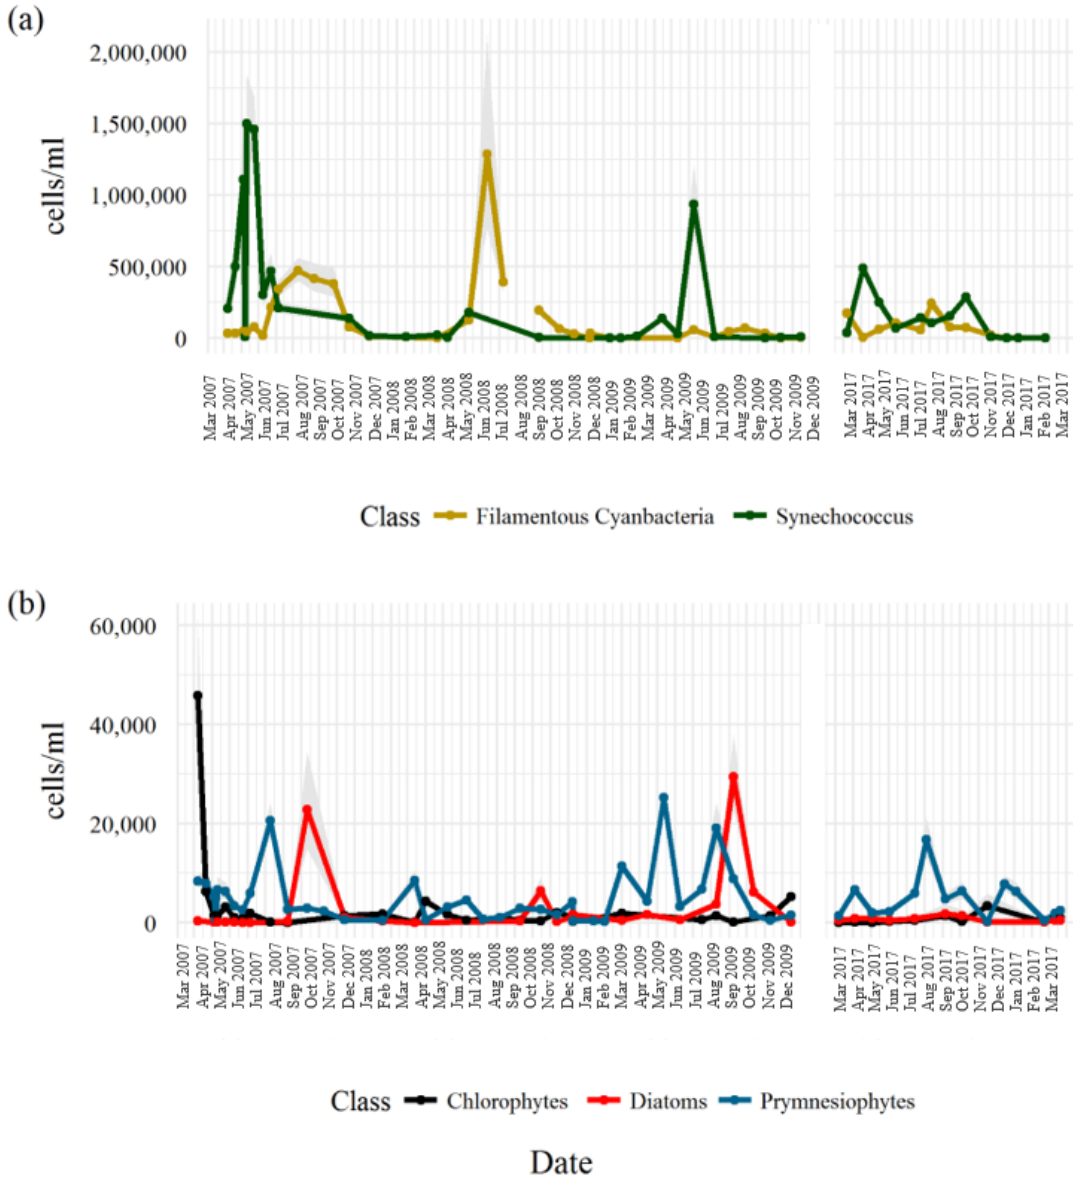 (a)
2,000,000
1,500,000
1,000,000
500,000
0
cells/ml
Mar 2007
Apr 2007
May 2007
Jun 2007
Jul 2007
Aug 2007
Sep 2007
Oct 2007
Nov 2007
Dec 2007
Jan 2008
Feb 2008
Mar 2008
Apr 2008
May 2008
Jun 2008
Jul 2008
Aug 2008
Sep 2008
Oct 2008
Nov 2008
Dec 2008
Jan 2009
Feb 2009
Mar 2009
Apr 2009
May 2009
Jun 2009
Jul 2009
Aug 2009
Sep 2009
Oct 2009
Nov 2009
Dec 2009
Mar 2017
Apr 2017
May 2017
Jun 2017
Jul 2017
Aug 2017
Sep 2017
Oct 2017
Nov 2017
Dec 2017
Jan 2017
Feb 2017
Mar 2017
Class Filamentous Cyanbacteria Synechococcus
(b)
60,000
40,000
20,000
0
cells/ml
Mar 2007
Apr 2007
May 2007
Jun 2007
Jul 2007
Aug 2007
Sep 2007
Oct 2007
Nov 2007
Dec 2007
Jan 2008
Feb 2008
Mar 2008
Apr 2008
May 2008
Jun 2008
Jul 2008
Aug 2008
Sep 2008
Oct 2008
Nov 2008
Dec 2008
Jan 2009
Feb 2009
Mar 2009
Apr 2009
May 2009
Jun 2009
Jul 2009
Aug 2009
Sep 2009
Oct 2009
Nov 2009
Dec 2009
Mar 2017
Apr 2017
May 2017
Jun 2017
Jul 2017
Aug 2017
Sep 2017
Oct 2017
Nov 2017
Dec 2017
Jan 2017
Feb 2017
Mar 2017
Class Chlorophytes Diatoms Prymnesiophytes
Date